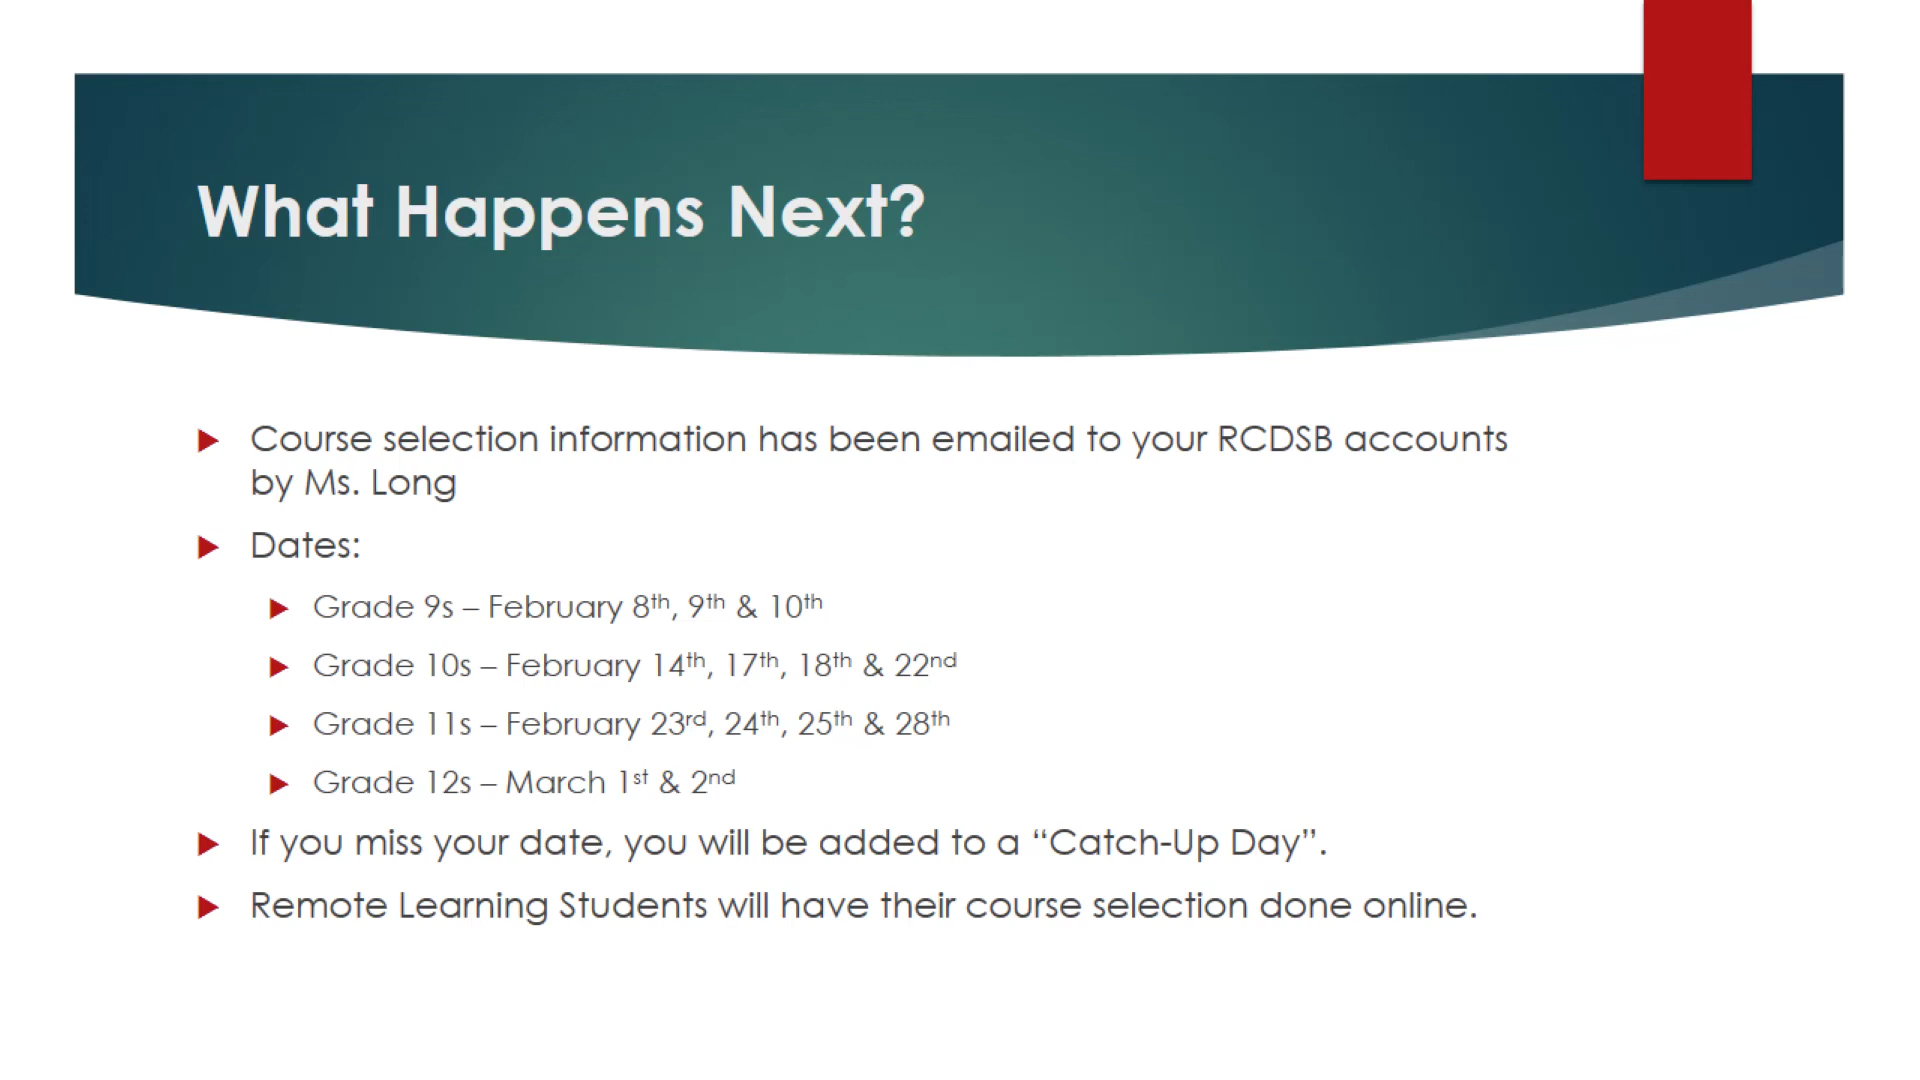 What Happens Next?
Course selection information has been emailed to your RCDSB accounts
by Ms. Long
Dates:
Grade 9s – February 8th, 9th & 10th
Grade 10s – February 14th, 17th, 18th & 22nd
Grade 11s – February 23rd, 24th, 25th & 28th
Grade 12s – March 1st & 2nd
If you miss your date, you will be added to a “Catch-Up Day”.
Remote Learning Students will have their course selection done online.